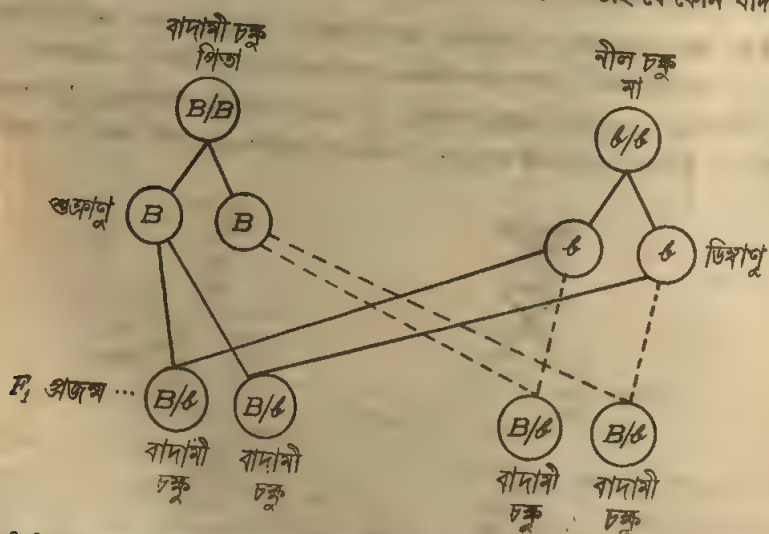 যে কোন
বাদামী চক্ষু
পিতা
B/B
নীল চক্ষু
মা
b/b
শুক্রাণু
B
B
b
b
ডিম্বাণু
F₁ প্রজন্ম ...
B/b
B/b
B/b
B/b
বাদামী
চক্ষু
বাদামী
চক্ষু
বাদামী
চক্ষু
বাদামী
চক্ষু